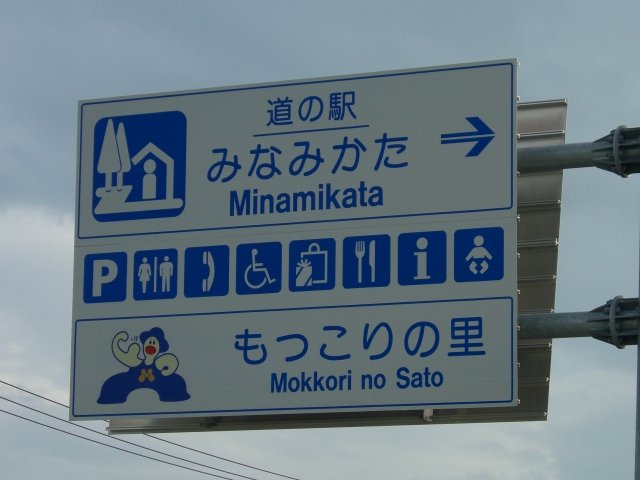 道の駅
みなみかた
Minamikata
P
i
もっこりの里
Mokkori no Sato